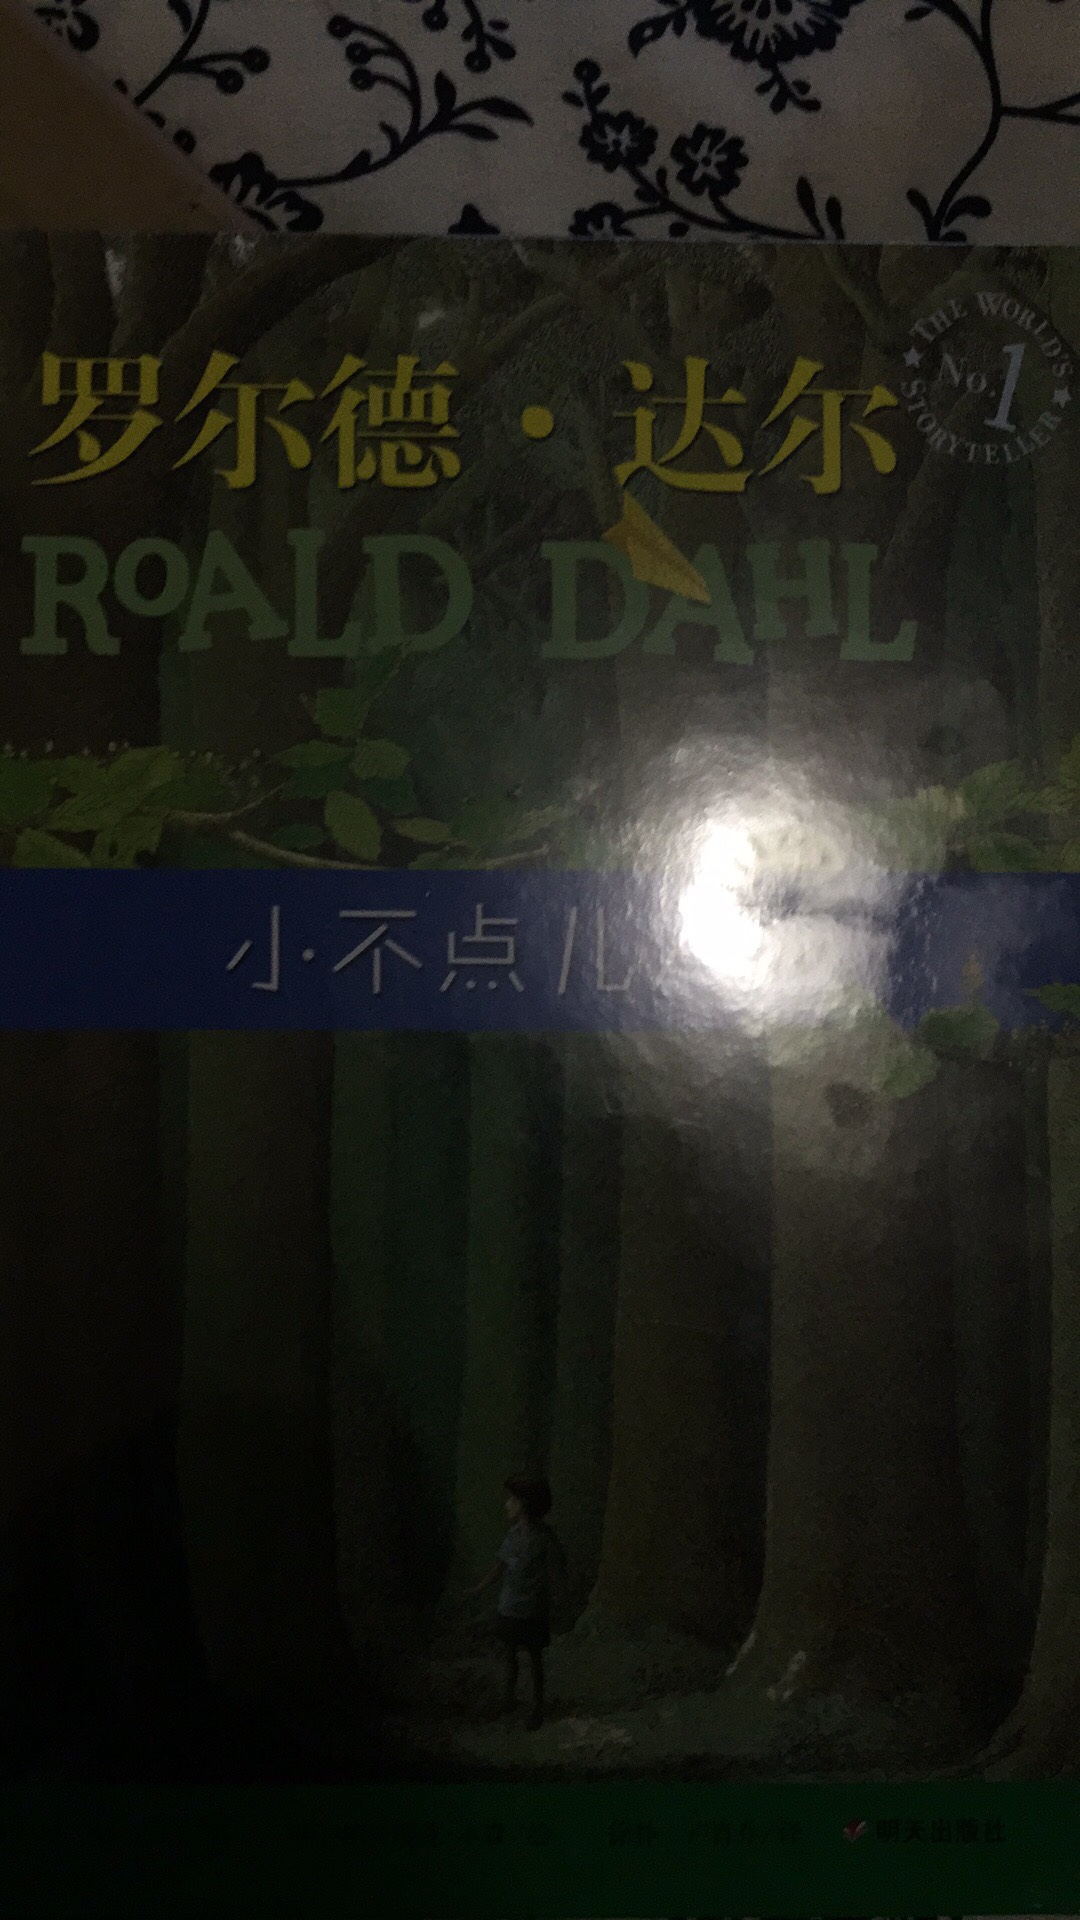 罗尔德·达尔
THE WORLD'S
No.1
STORYTELLER
ROALD DAHL
小不点儿
明天出版社